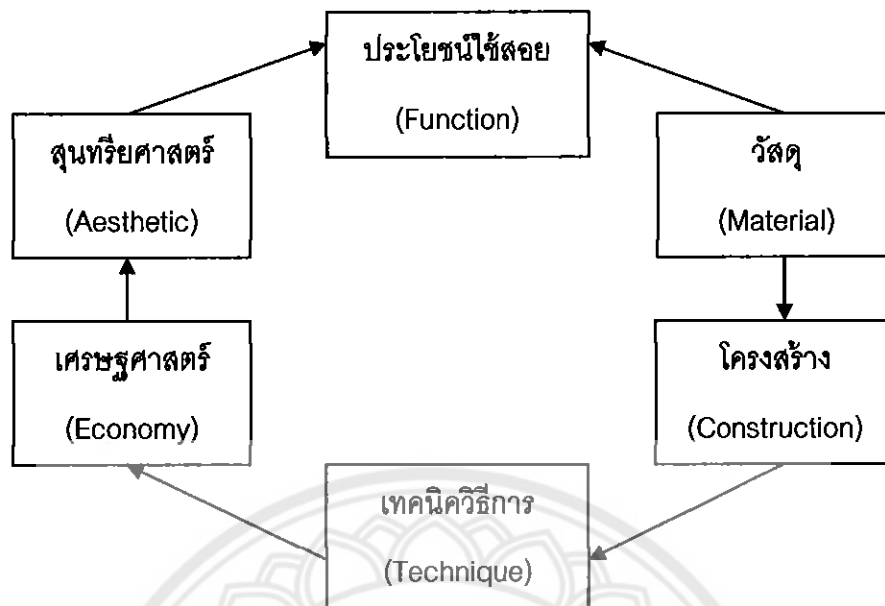 ประโยชน์ใช้สอย
(Function)
สุนทรียศาสตร์
(Aesthetic)
วัสดุ
(Material)
เศรษฐศาสตร์
(Economy)
โครงสร้าง
(Construction)
เทคนิควิธีการ
(Technique)